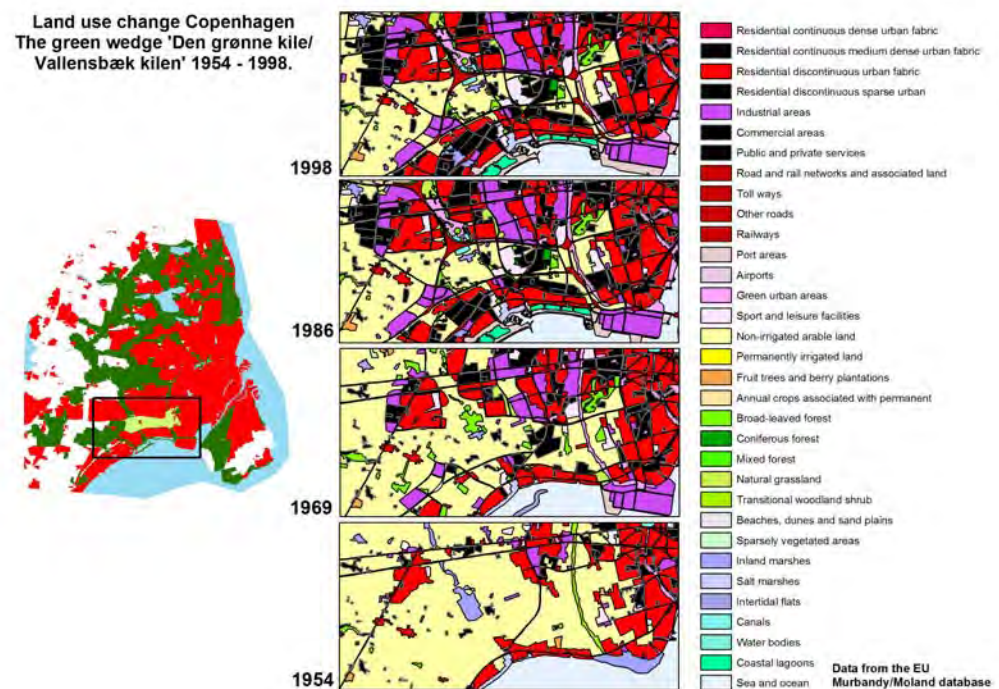 Land use change Copenhagen
The green wedge 'Den grønne kile/
Vallensbæk kilen' 1954 - 1998.
1998
1986
1969
1954
Residential continuous dense urban fabric
Residential continuous medium dense urban fabric
Residential discontinuous urban fabric
Residential discontinuous sparse urban
Industrial areas
Commercial areas
Public and private services
Road and rail networks and associated land
Toll ways
Other roads
Railways
Port areas
Airports
Green urban areas
Sport and leisure facilities
Non-irrigated arable land
Permanently irrigated land
Fruit trees and berry plantations
Annual crops associated with permanent
Broad-leaved forest
Coniferous forest
Mixed forest
Natural grassland
Transitional woodland shrub
Beaches, dunes and sand plains
Sparsely vegetated areas
Inland marshes
Salt marshes
Intertidal flats
Canals
Water bodies
Coastal lagoons
Sea and ocean
Data from the EU
Murbandy/Moland database